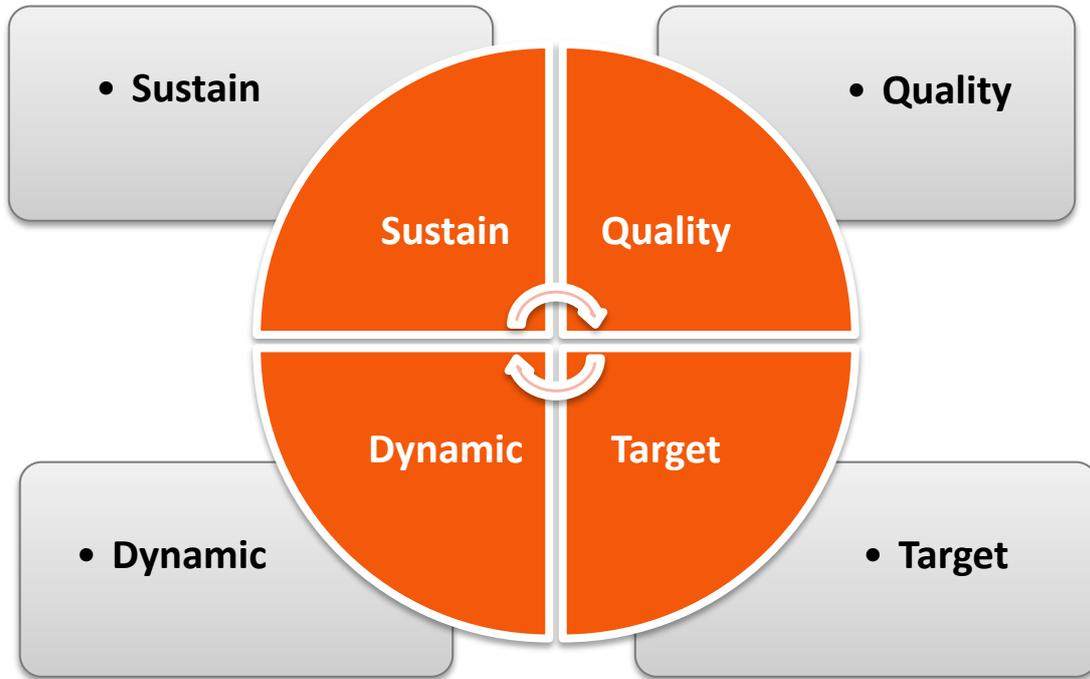 • Sustain
• Quality
Sustain
Quality
Dynamic
Target
• Dynamic
• Target